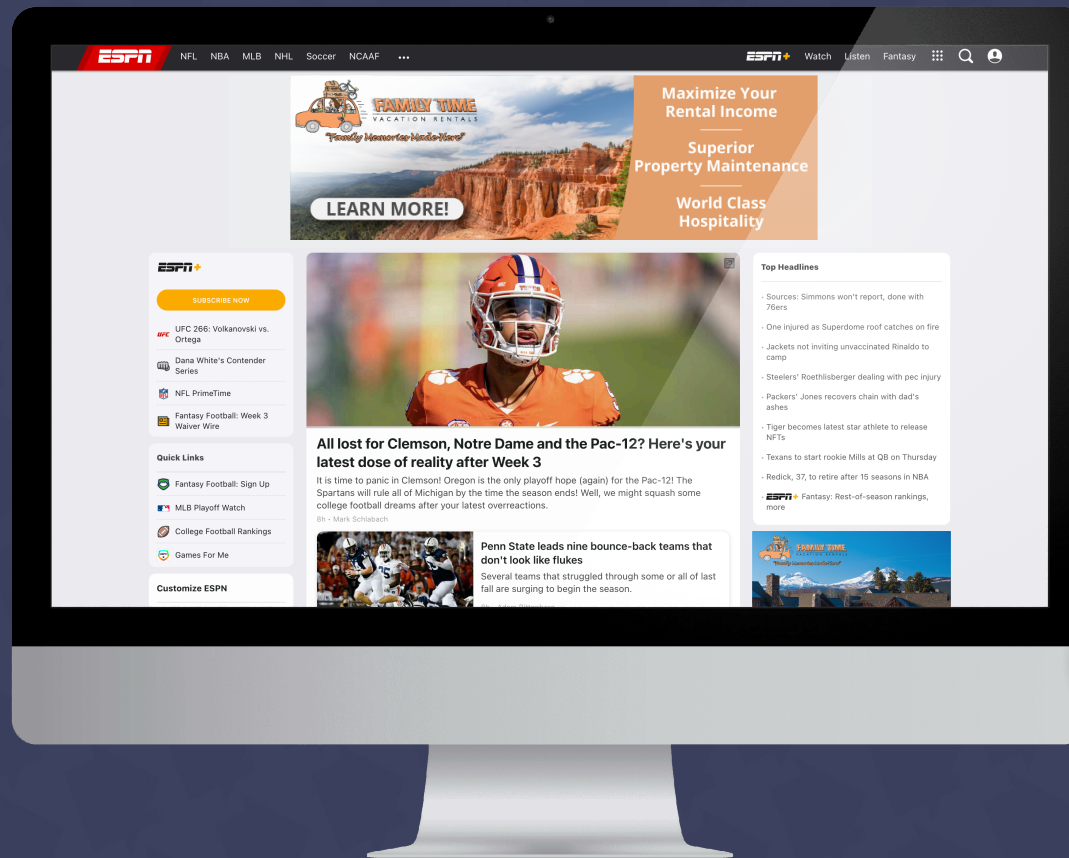 ESPN NFL NBA MLB NHL Soccer NCAAF ••• ESPN+ Watch Listen Fantasy
FAMILY TIME
VACATION RENTALS
"Family Memories Made Here"
LEARN MORE!
Maximize Your
Rental Income
Superior
Property Maintenance
World Class
Hospitality
ESPN+
SUBSCRIBE NOW
UFC
UFC 266: Volkanovski vs.
Ortega
Dana White's Contender
Series
NFL PrimeTime
Fantasy Football: Week 3
Waiver Wire
Quick Links
Fantasy Football: Sign Up
MLB Playoff Watch
College Football Rankings
Games For Me
Customize ESPN
CLEMSON
All lost for Clemson, Notre Dame and the Pac-12? Here's your
latest dose of reality after Week 3
It is time to panic in Clemson! Oregon is the only playoff hope (again) for the Pac-12! The
Spartans will rule all of Michigan by the time the season ends! Well, we might squash some
college football dreams after your latest overreactions.
8h • Mark Schlabach
Penn State leads nine bounce-back teams that
don't look like flukes
Several teams that struggled through some or all of last
fall are surging to begin the season.
Top Headlines
· Sources: Simmons won't report, done with
76ers
· One injured as Superdome roof catches on fire
· Jackets not inviting unvaccinated Rinaldo to
camp
· Steelers' Roethlisberger dealing with pec injury
· Packers' Jones recovers chain with dad's
ashes
· Tiger becomes latest star athlete to release
NFTs
· Texans to start rookie Mills at QB on Thursday
· Redick, 37, to retire after 15 seasons in NBA
· ESPN+ Fantasy: Rest-of-season rankings,
more
FAMILY TIME
VACATION RENTALS
"Family Memories Made Here"